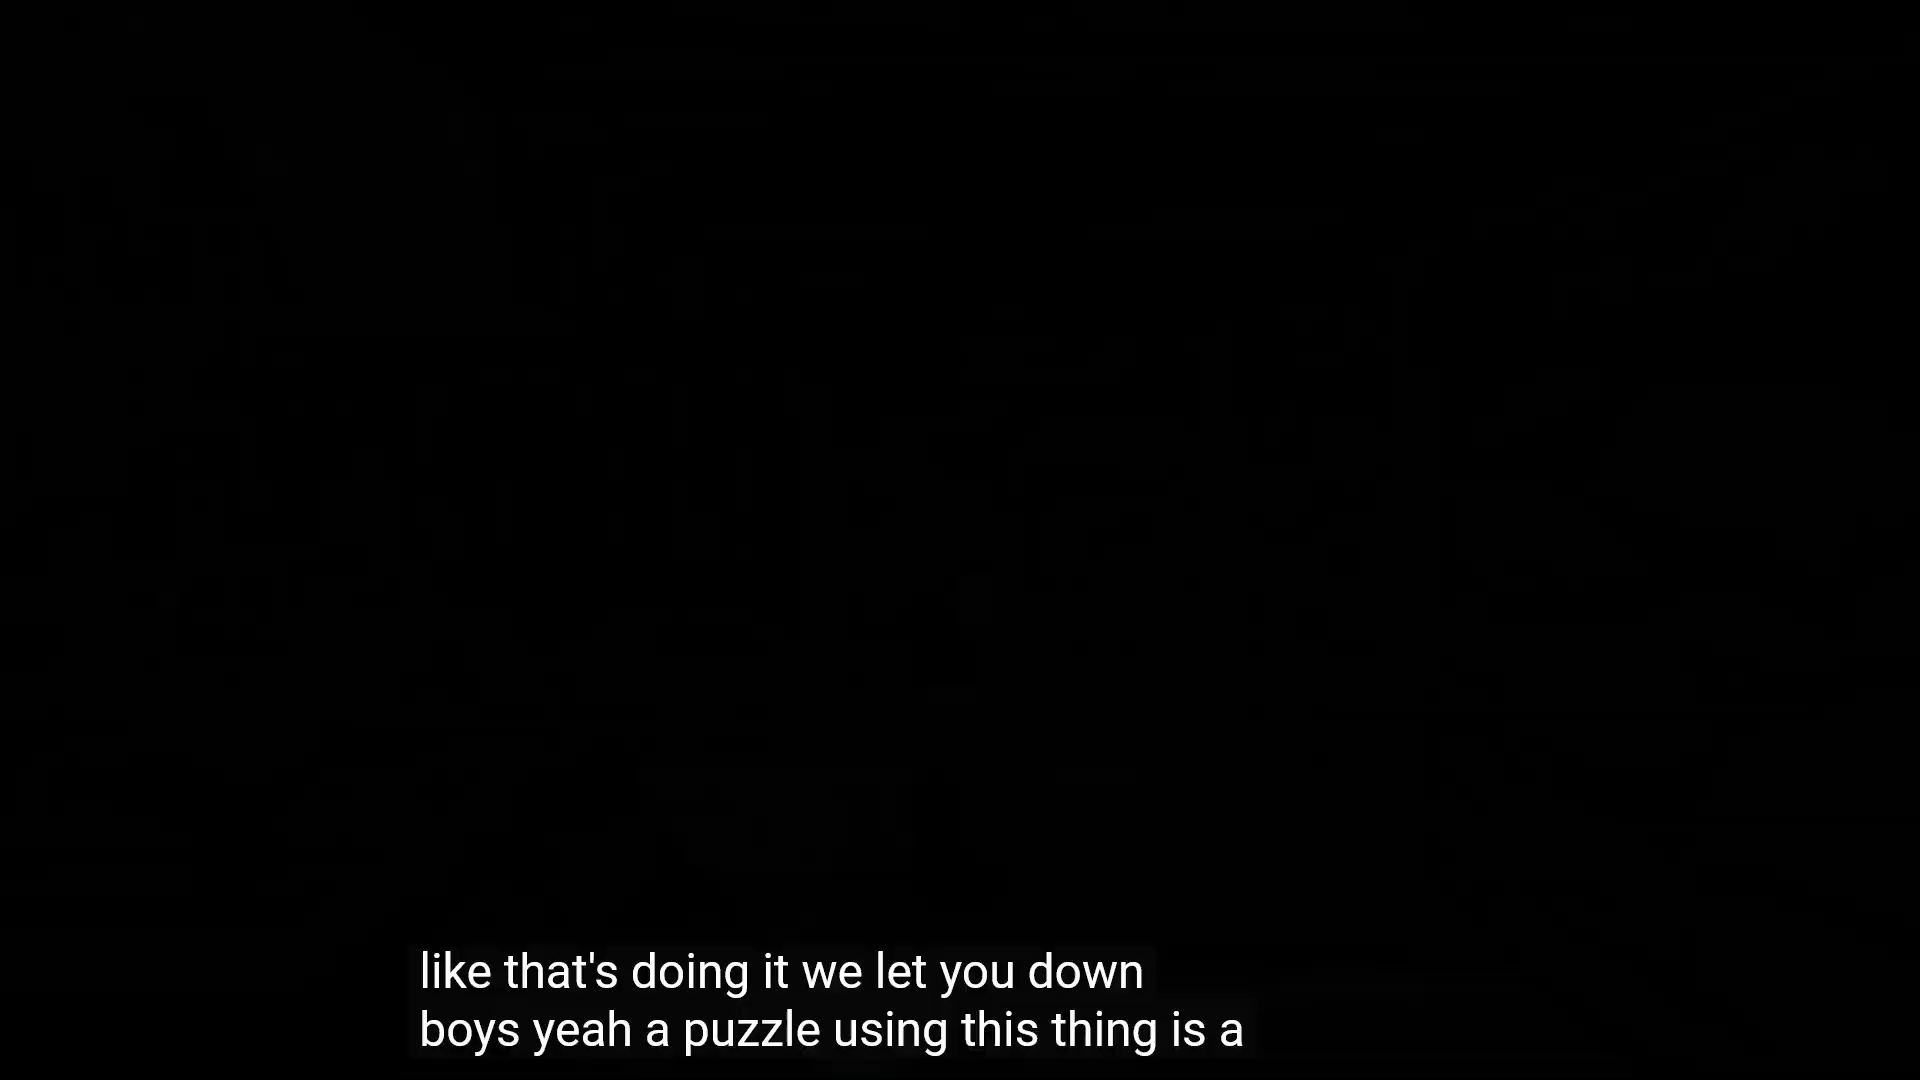 like that's doing it we let you down
boys yeah a puzzle using this thing is a